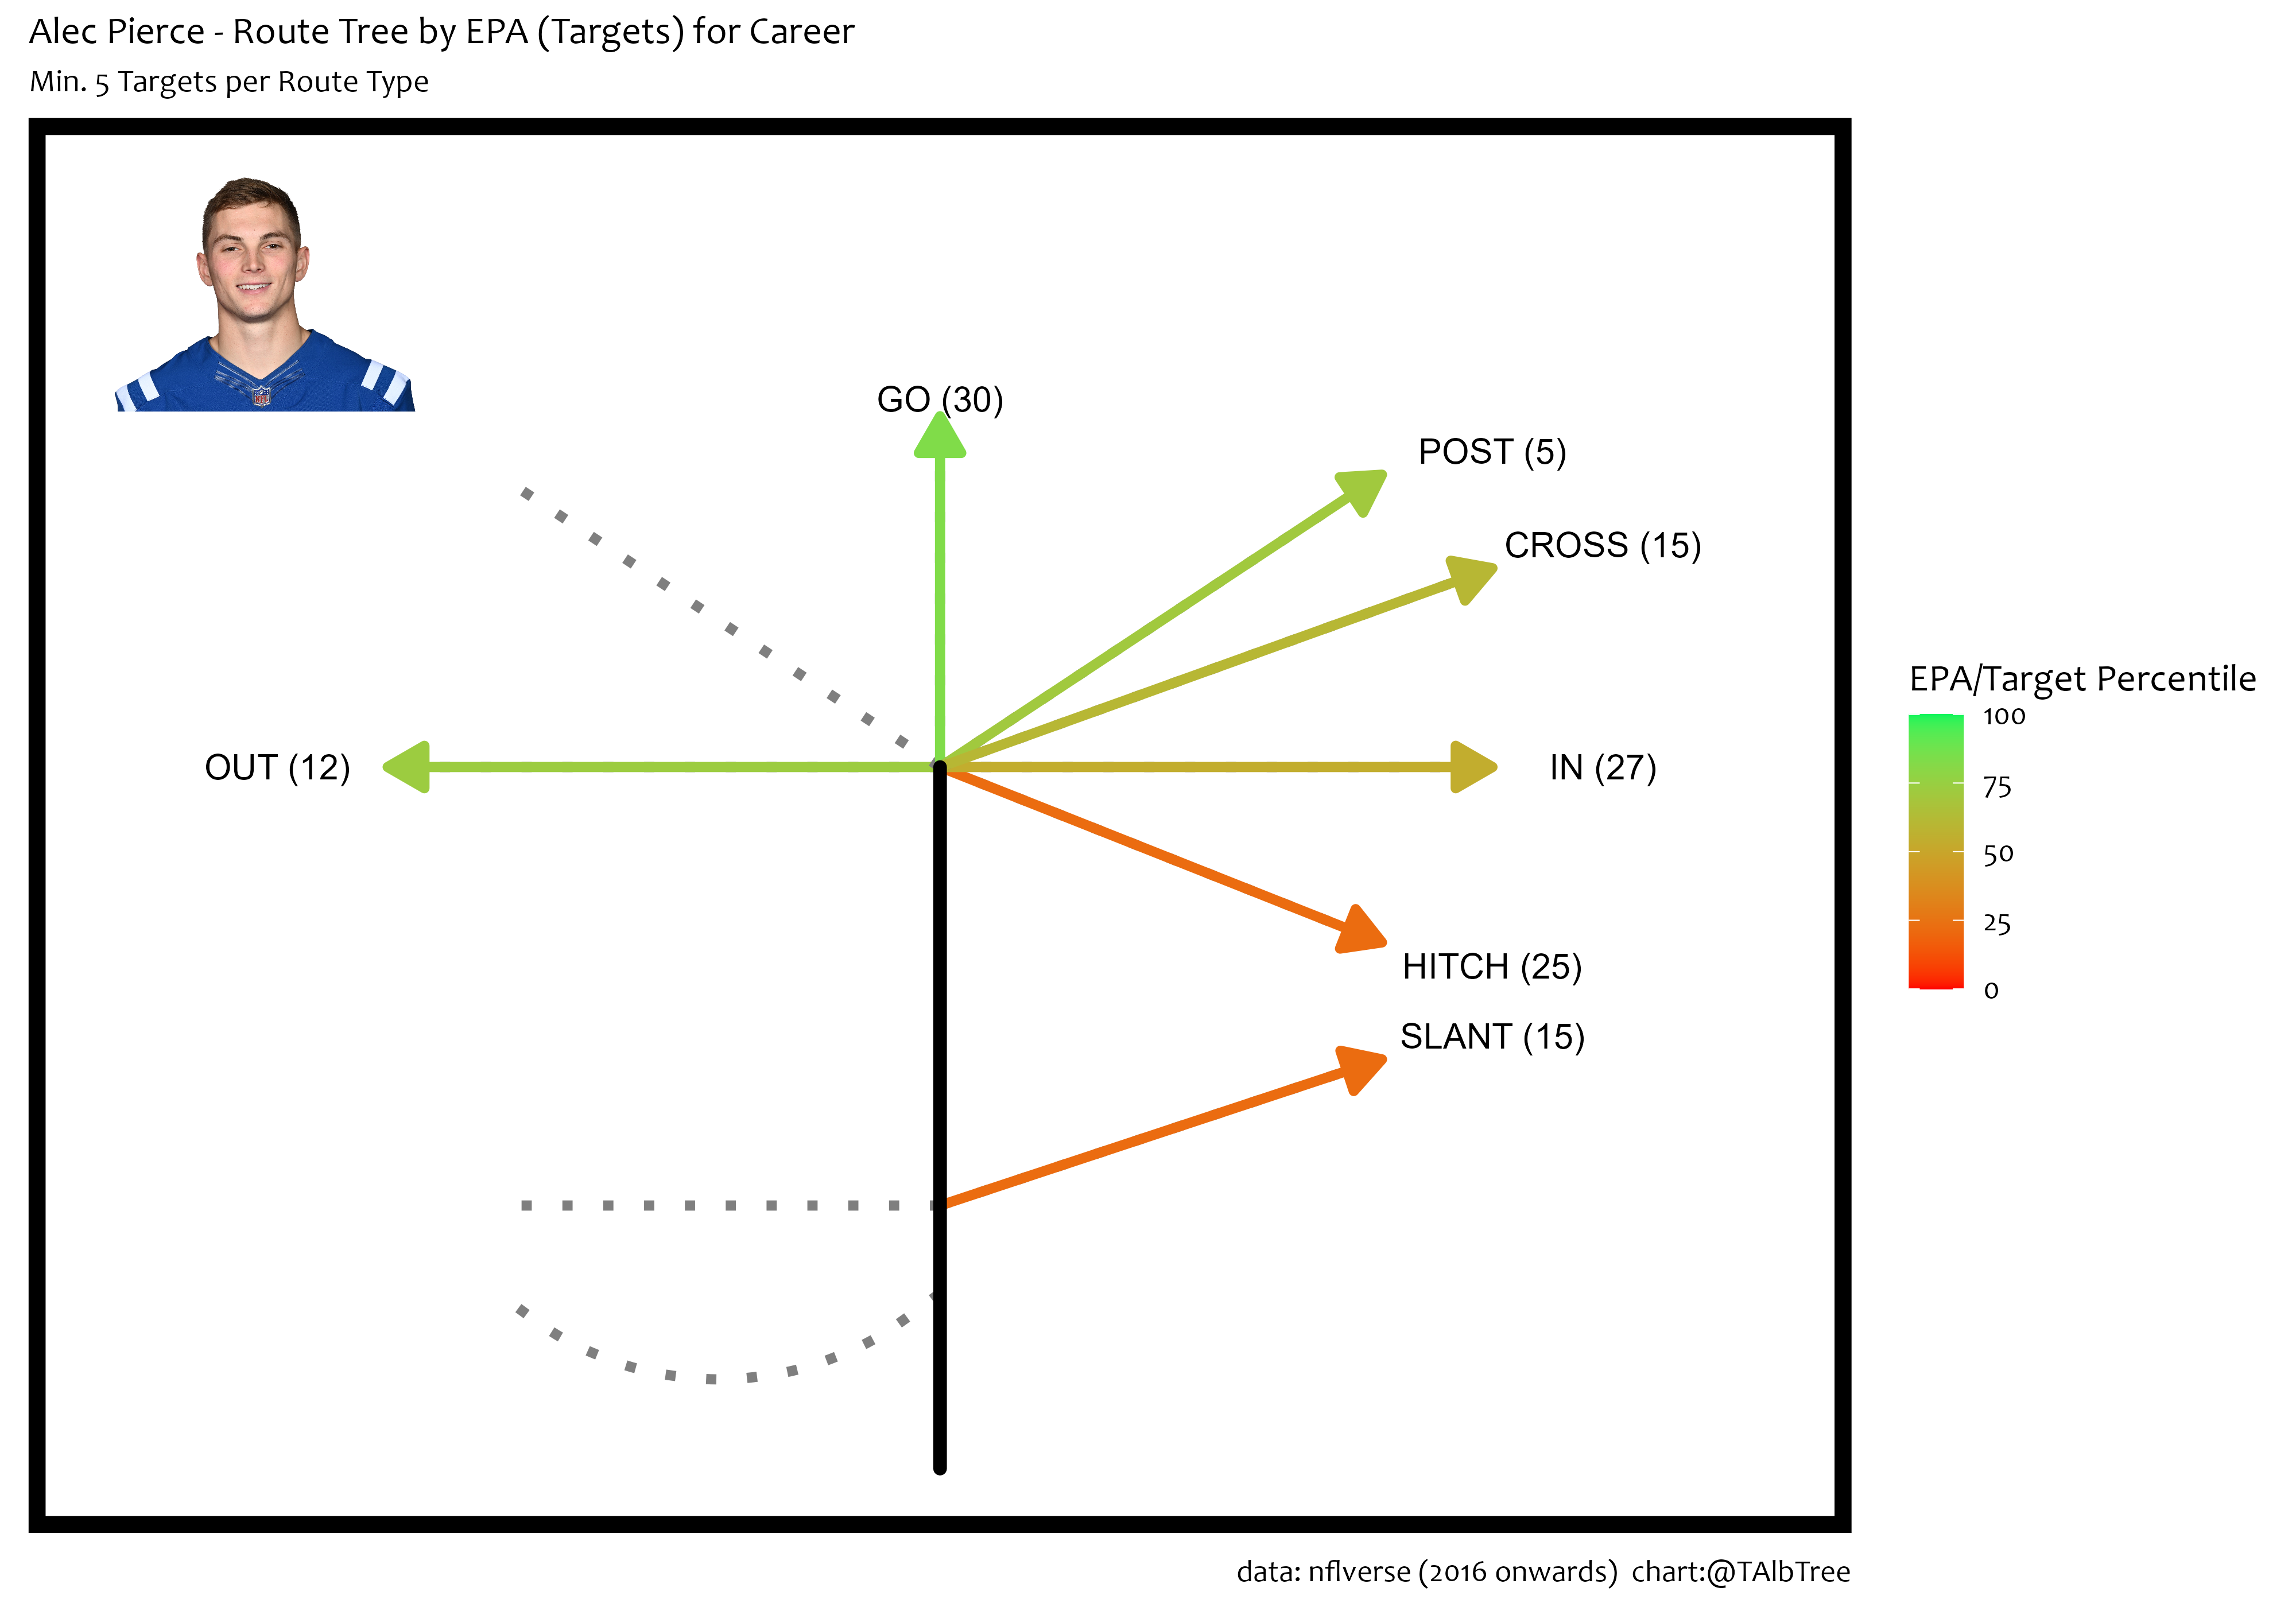 Alec Pierce - Route Tree by EPA (Targets) for Career
Min. 5 Targets per Route Type
GO (30)
POST (5)
CROSS (15)
OUT (12)
IN (27)
HITCH (25)
SLANT (15)
EPA/Target Percentile
100
75
50
25
0
data: nflverse (2016 onwards)  chart:@TAlbTree